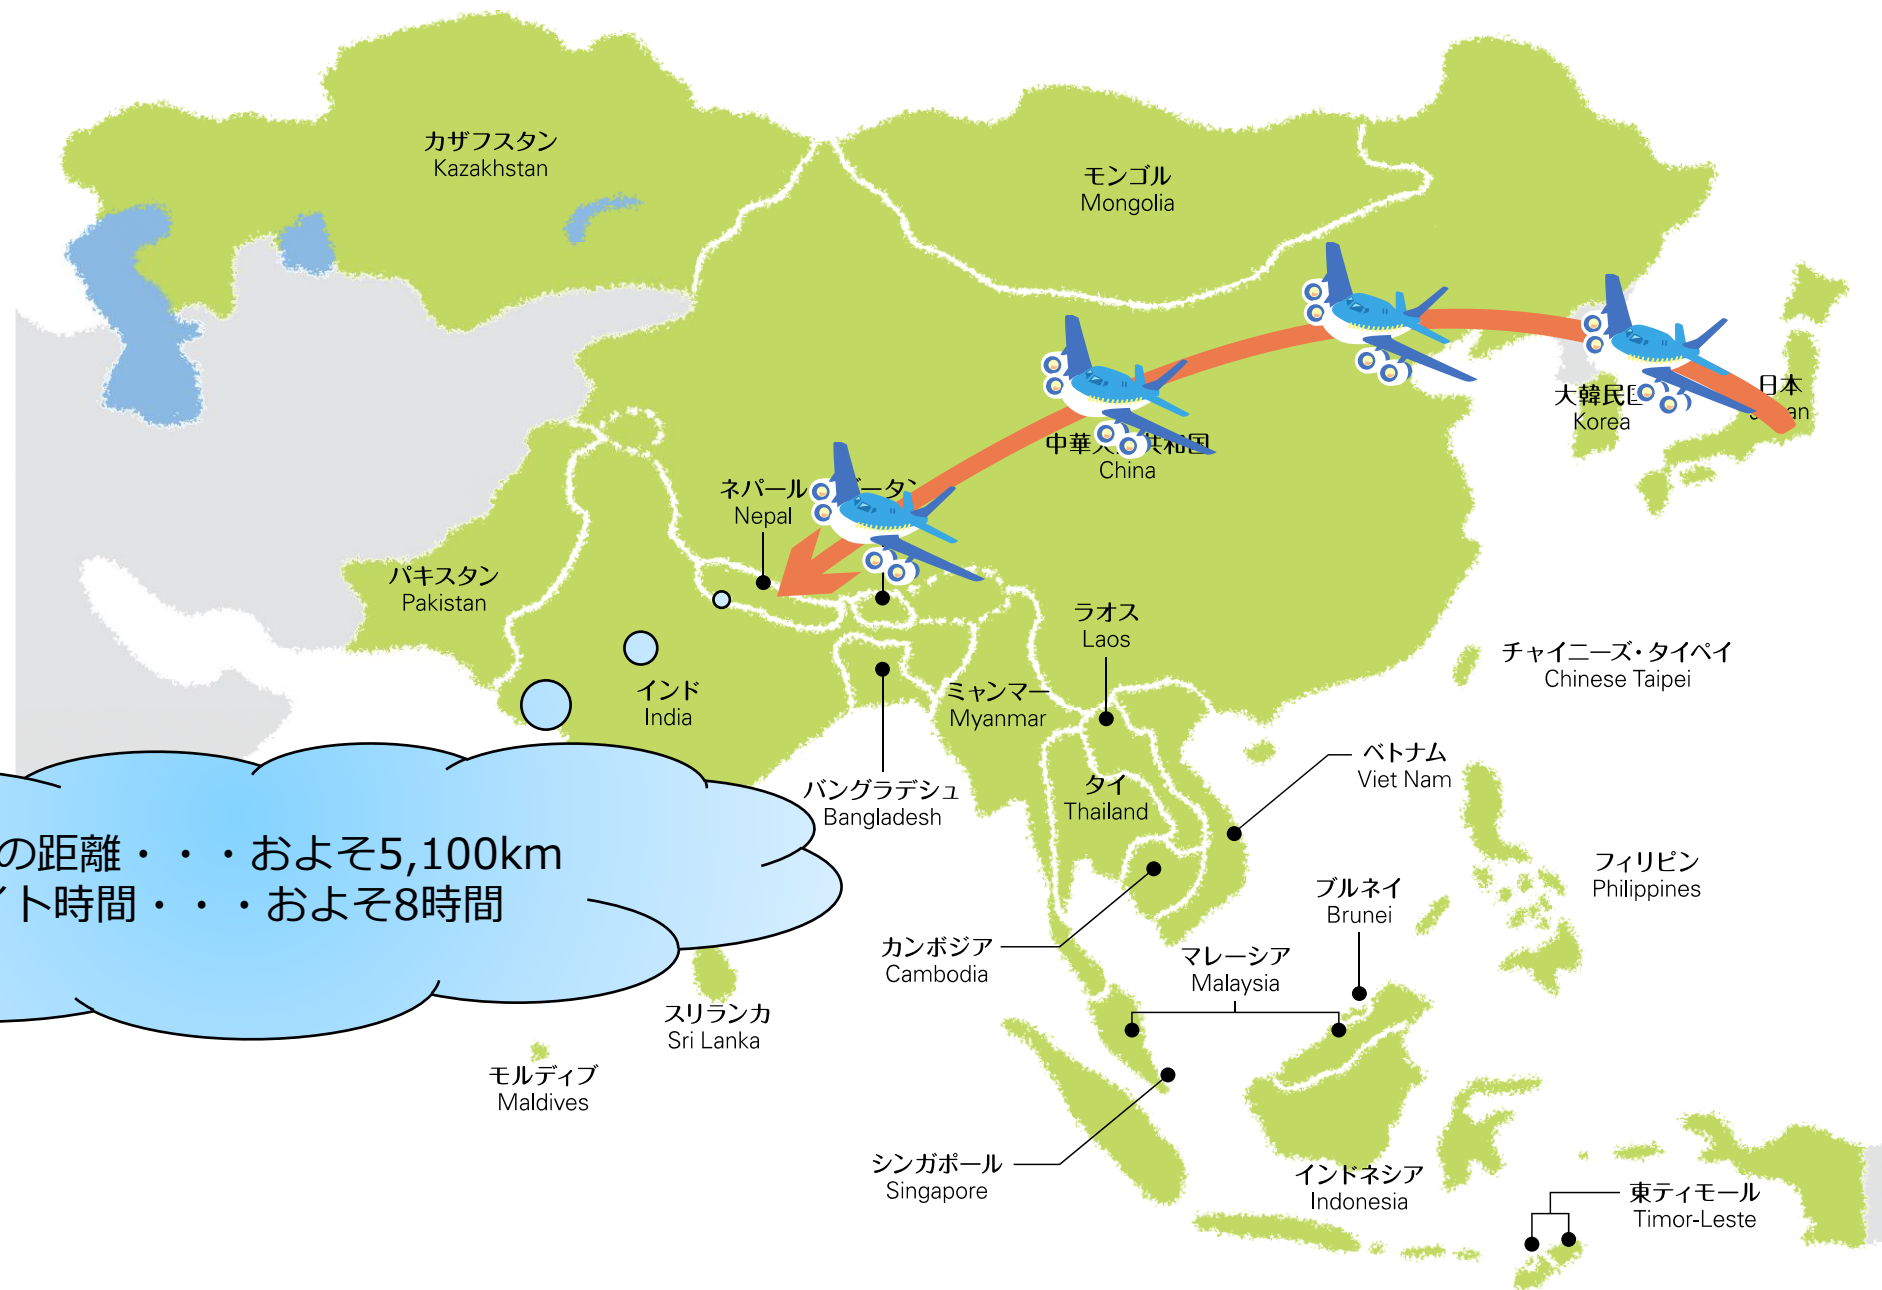 カザフスタン
Kazakhstan
モンゴル
Mongolia
大韓民
Korea
日本
中華 共和国
China
ネパール
Nepal
ータン
パキスタン
Pakistan
ラオス
Laos
チャイニーズ・タイペイ
Chinese Taipei
インド
India
ミャンマー
Myanmar
ベトナム
Viet Nam
バングラデシュ
Bangladesh
タイ
Thailand
の距離・・・およそ5,100km
ト時間・・・およそ8時間
フィリピン
Philippines
ブルネイ
Brunei
カンボジア
Cambodia
マレーシア
Malaysia
スリランカ
Sri Lanka
モルディブ
Maldives
シンガポール
Singapore
インドネシア
Indonesia
東ティモール
Timor-Leste